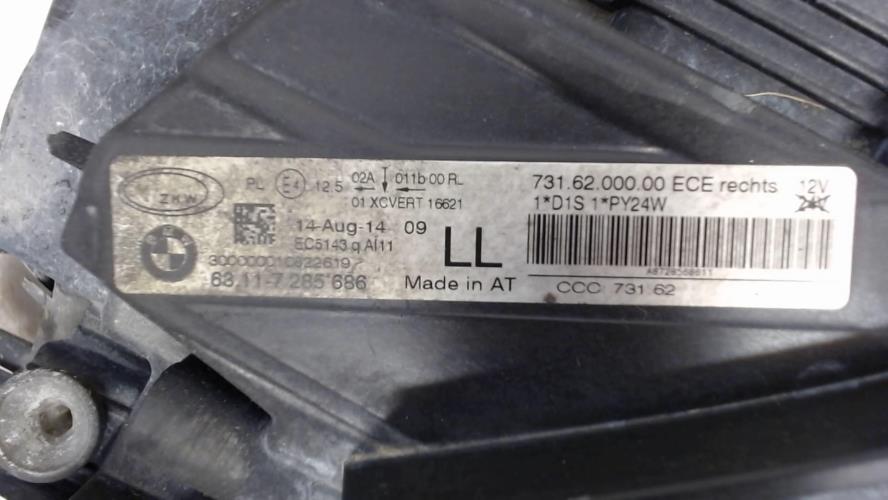 ZKW
PL E4 12.5 02A 011b 00 RL
01 XCVERT 16621
14-Aug-14 09
EC5143 q AI11
63.11-7 285 686
LL
Made in AT
731.62.000.00 ECE rechts 12V
1*D1S 1*PY24W 24V
CCC 731 62